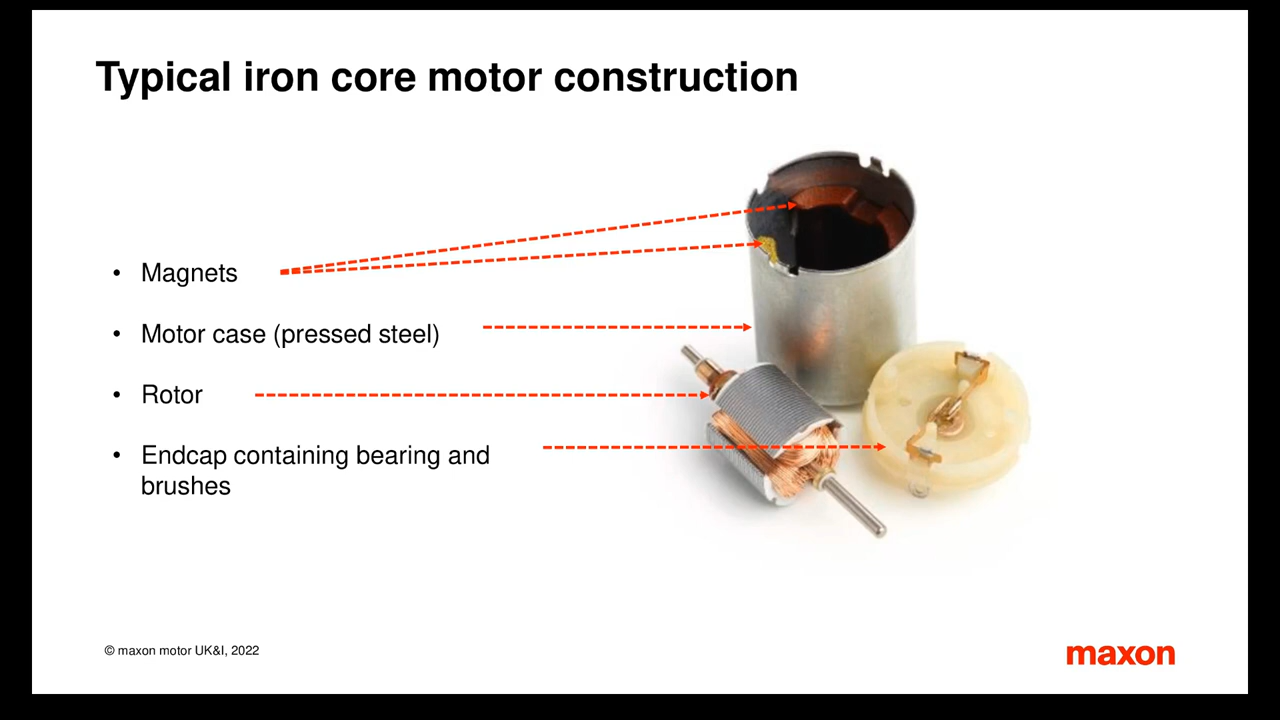 Typical iron core motor construction
• Magnets
• Motor case (pressed steel)
• Rotor
• Endcap containing bearing and
brushes
© maxon motor UK&I, 2022
maxon